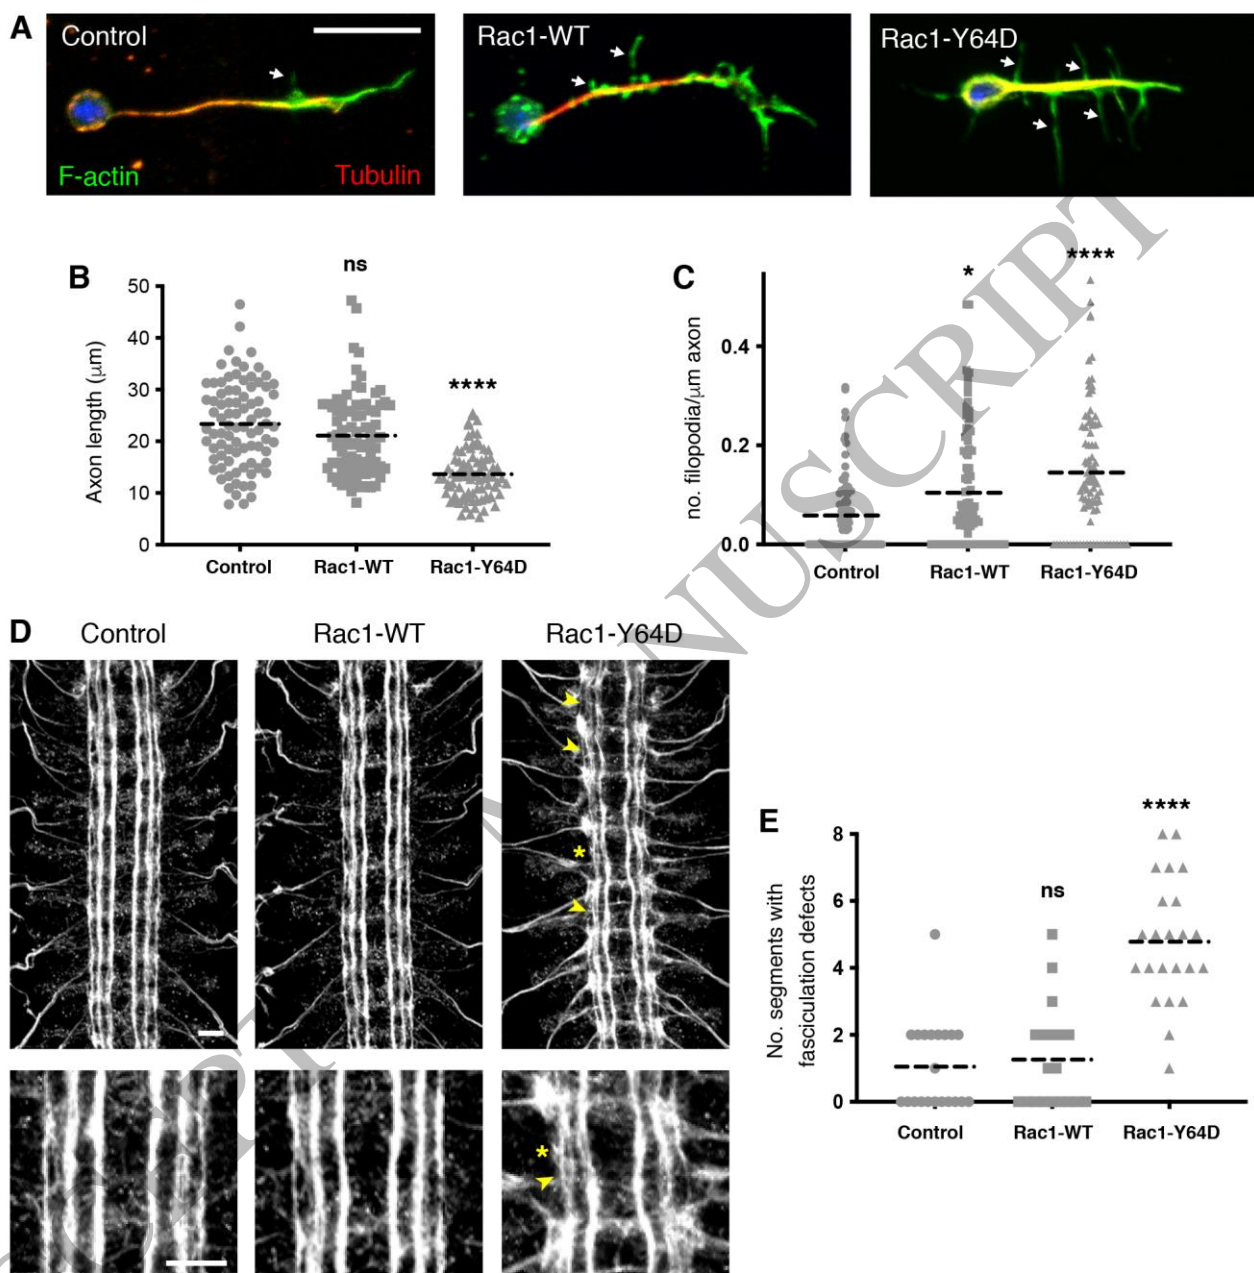 A
Control
Rac1-WT
Rac1-Y64D
F-actin
Tubulin
B
ns
****
50
40
30
20
10
0
Axon length (μm)
Control
Rac1-WT
Rac1-Y64D
C
*
****
0.4
0.2
0.0
no. filopodia/μm axon
Control
Rac1-WT
Rac1-Y64D
D
Control
Rac1-WT
Rac1-Y64D
*
*
E
****
ns
8
6
4
2
0
No. segments with
fasciculation defects
Control
Rac1-WT
Rac1-Y64D
NUSCRIPT